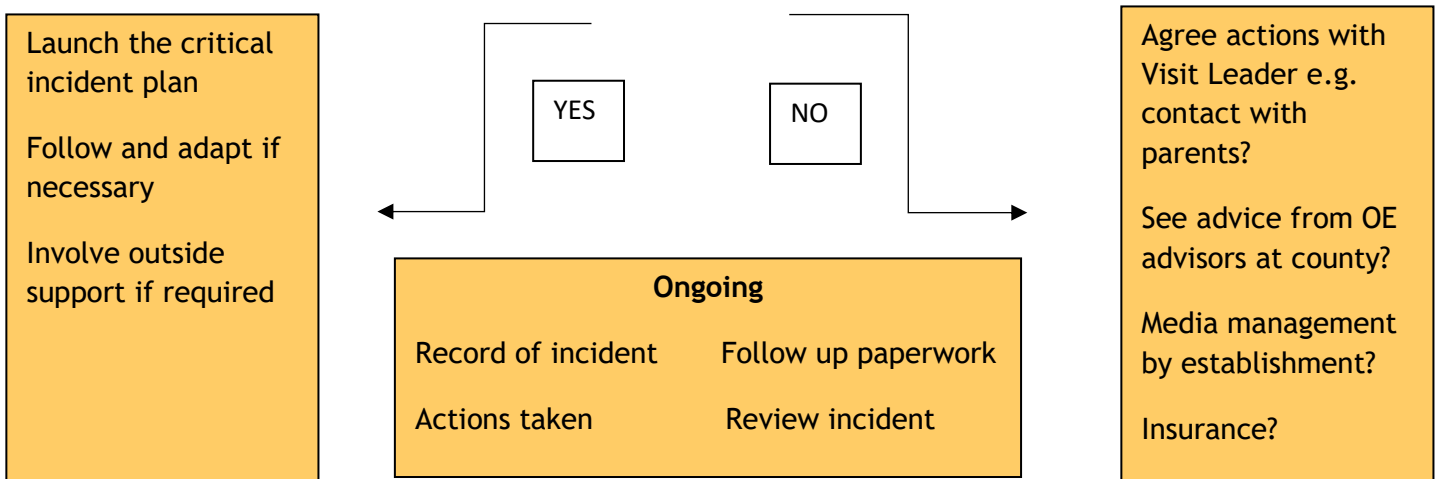 Launch the critical
incident plan
Follow and adapt if
necessary
Involve outside
support if required
YES
NO
Agree actions with
Visit Leader e.g.
contact with
parents?
See advice from OE
advisors at county?
Media management
by establishment?
Insurance?
Ongoing
Record of incident Follow up paperwork
Actions taken Review incident